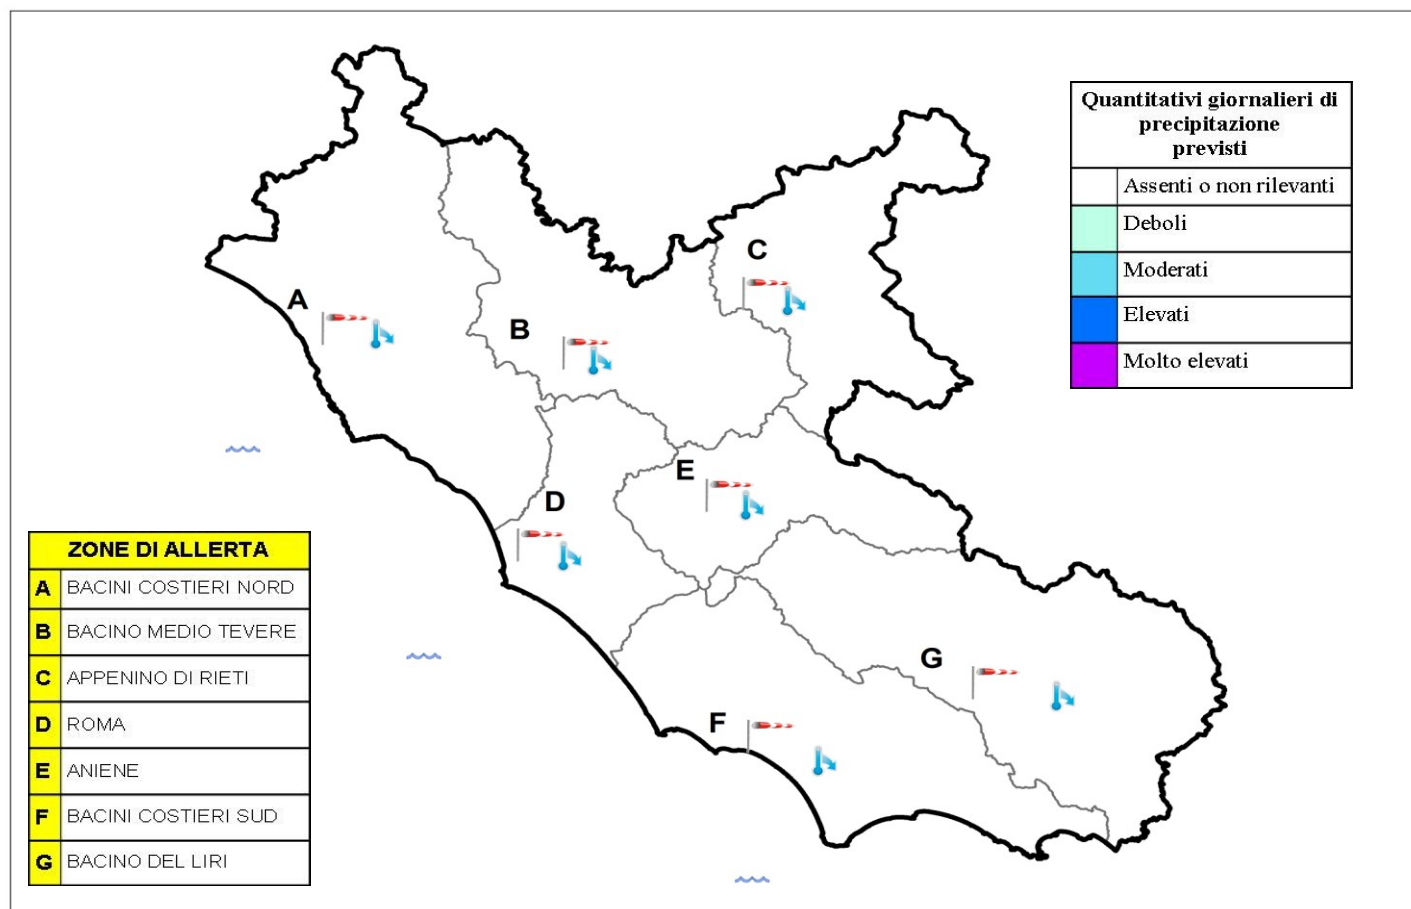 Quantitativi giornalieri di
precipitazione
previsti
Assenti o non rilevanti
Deboli
Moderati
Elevati
Molto elevati
C
A
B
E
D
G
F
ZONE DI ALLERTA
A BACINI COSTIERI NORD
B BACINO MEDIO TEVERE
C APPENINO DI RIETI
D ROMA
E ANIENE
F BACINI COSTIERI SUD
G BACINO DEL LIRI